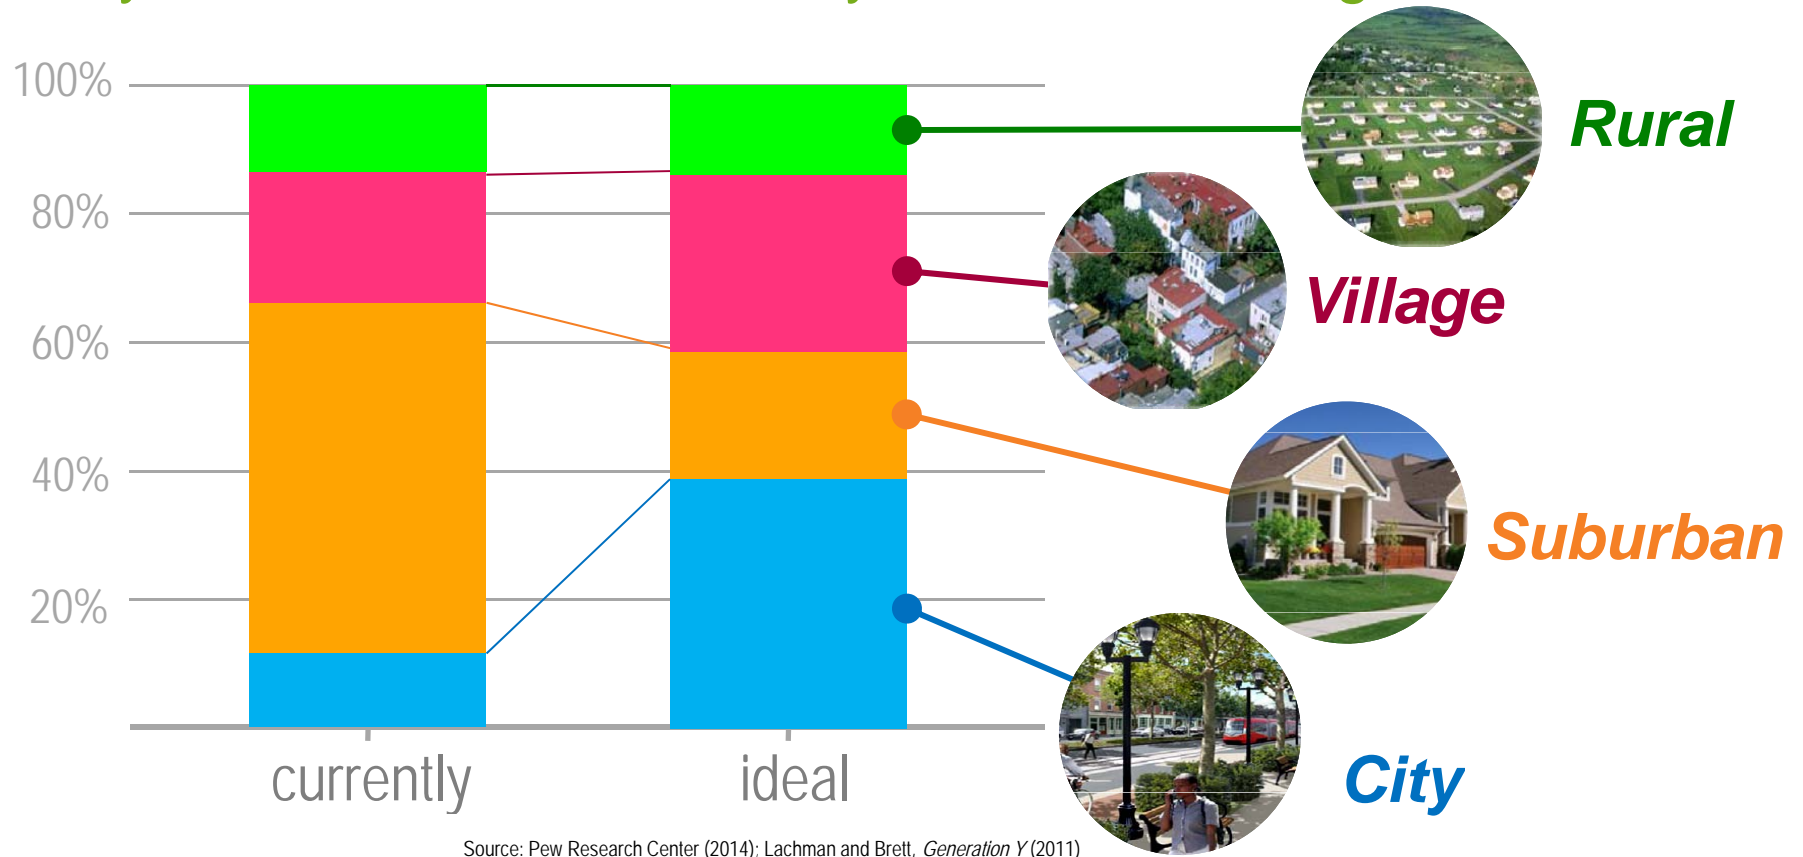 100%
80%
60%
40%
20%
currently
ideal
Rural
Village
Suburban
City
Source: Pew Research Center (2014); Lachman and Brett, Generation Y (2011)